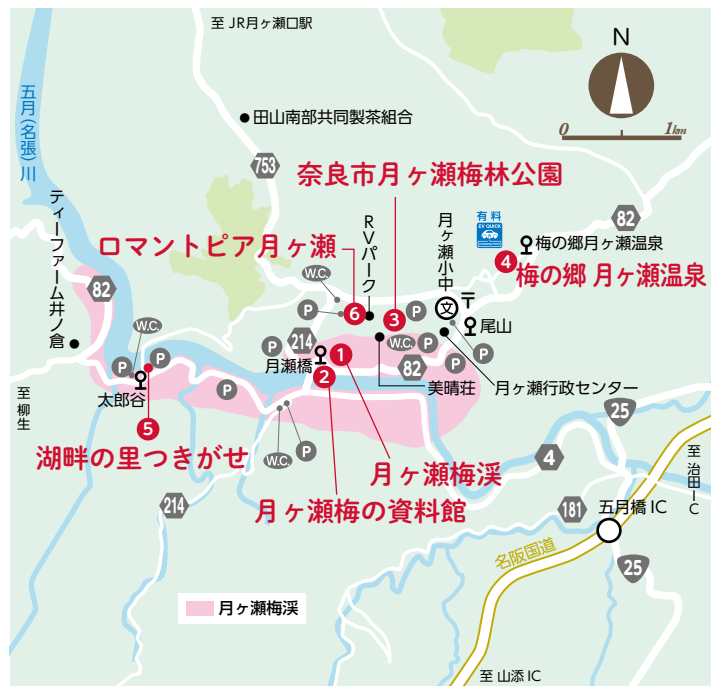 至 JR月ヶ瀬口駅
N
0 1km
五月(名張)川
田山南部共同製茶組合
753
奈良市月ヶ瀬梅林公園
ティーファーム井ノ倉
ロマントピア月ヶ瀬
RVパーク
月ヶ瀬小中
有料
EV QUICK
82
梅の郷月ヶ瀬温泉
4
梅の郷 月ヶ瀬温泉
W.C.
82
P
P
6
3
P
文
〒
尾山
W.C.
214
P
W.C.
P
P
P
P
P
月瀬橋
1
2
82
美晴荘
月ヶ瀬行政センター
太郎谷
P
至 柳生
5
湖畔の里つきがせ
W.C.
P
月ヶ瀬梅渓
月ヶ瀬梅の資料館
25
4
至 治田IC
214
181
五月橋 IC
名阪国道
25
月ヶ瀬梅渓
至 山添 IC